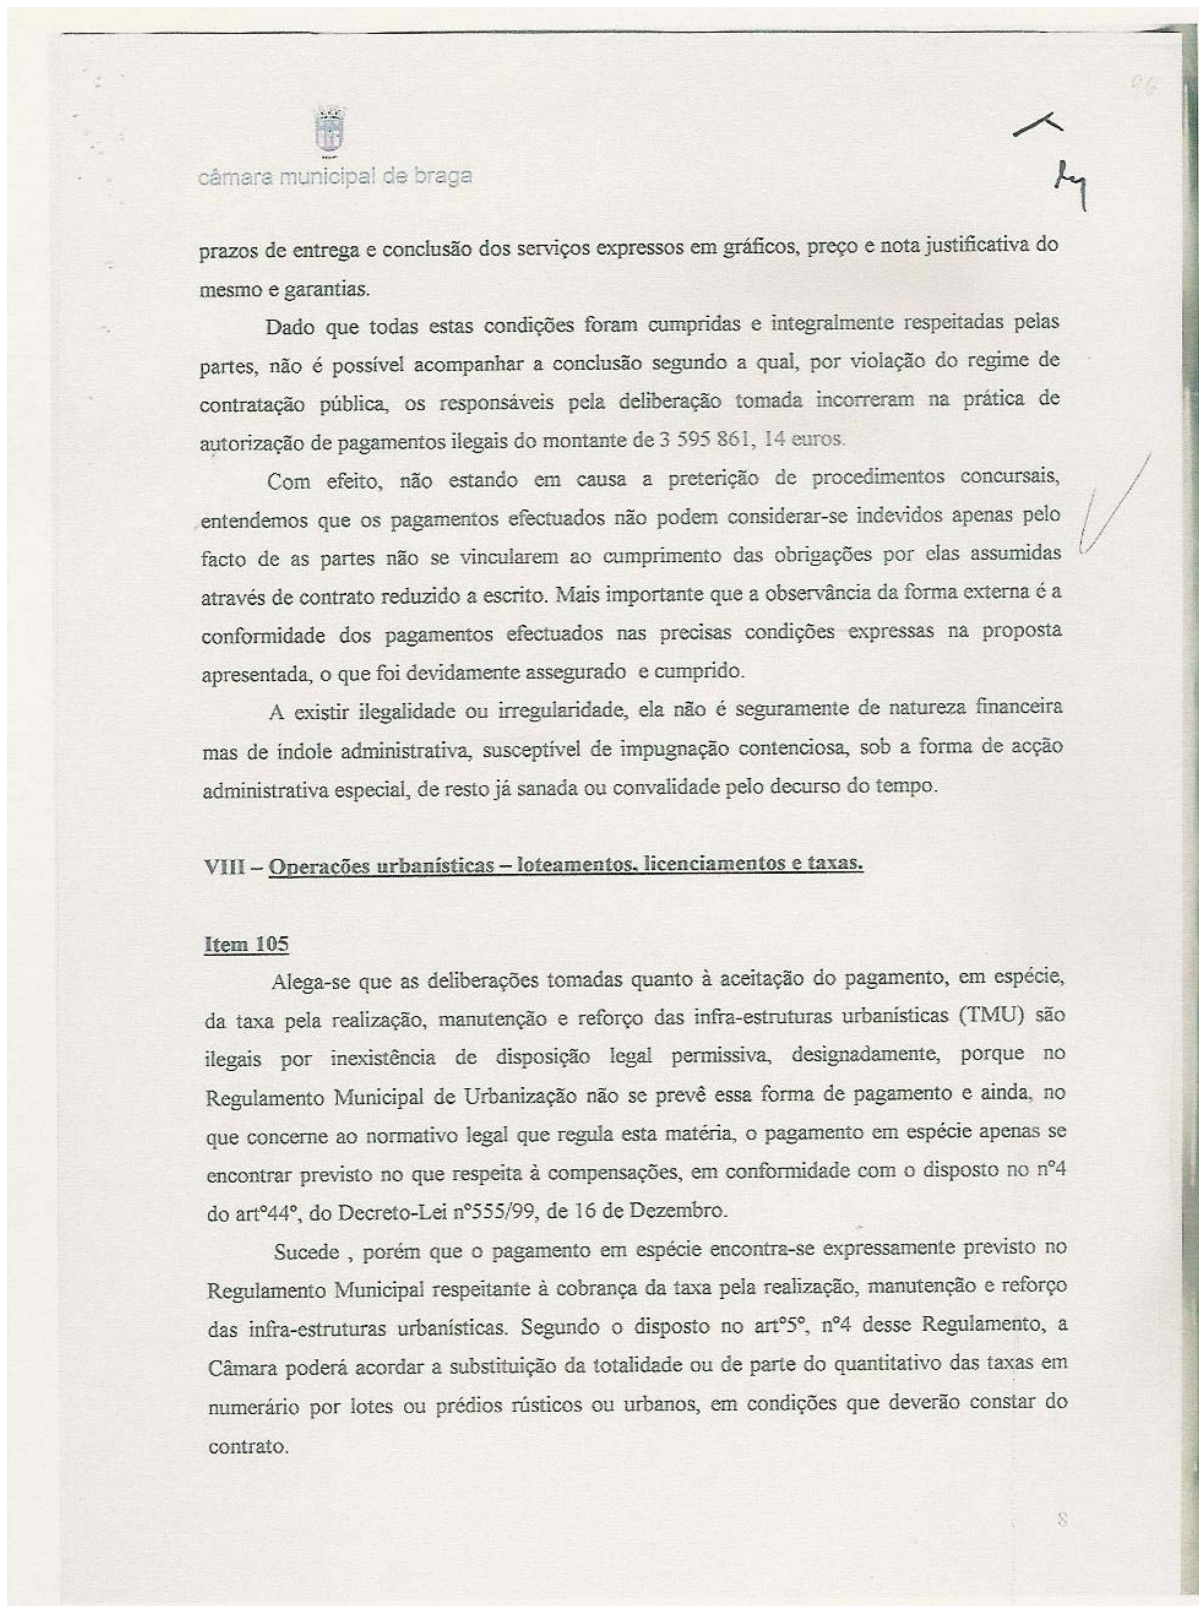 96
câmara municipal de braga
prazos de entrega e conclusão dos serviços expressos em gráficos, preço e nota justificativa do
mesmo e garantias.
Dado que todas estas condições foram cumpridas e integralmente respeitadas pelas
partes, não é possível acompanhar a conclusão segundo a qual, por violação do regime de
contratação pública, os responsáveis pela deliberação tomada incorreram na prática de
autorização de pagamentos ilegais do montante de 3 595 861, 14 euros.
Com efeito, não estando em causa a preterição de procedimentos concursais,
entendemos que os pagamentos efectuados não podem considerar-se indevidos apenas pelo
facto de as partes não se vincularem ao cumprimento das obrigações por elas assumidas
através de contrato reduzido a escrito. Mais importante que a observância da forma externa é a
conformidade dos pagamentos efectuados nas precisas condições expressas na proposta
apresentada, o que foi devidamente assegurado e cumprido.
A existir ilegalidade ou irregularidade, ela não é seguramente de natureza financeira
mas de índole administrativa, susceptível de impugnação contenciosa, sob a forma de acção
administrativa especial, de resto já sanada ou convalidade pelo decurso do tempo.
VIII – Operacões urbanísticas – loteamentos, licenciamentos e taxas.
Item 105
Alega-se que as deliberações tomadas quanto à aceitação do pagamento, em espécie,
da taxa pela realização, manutenção e reforço das infra-estruturas urbanísticas (TMU) são
ilegais por inexistência de disposição legal permissiva, designadamente, porque no
Regulamento Municipal de Urbanização não se prevê essa forma de pagamento e ainda, no
que concerne ao normativo legal que regula esta matéria, o pagamento em espécie apenas se
encontrar previsto no que respeita à compensações, em conformidade com o disposto no nº4
do artº44º, do Decreto-Lei nº555/99, de 16 de Dezembro.
Sucede , porém que o pagamento em espécie encontra-se expressamente previsto no
Regulamento Municipal respeitante à cobrança da taxa pela realização, manutenção e reforço
das infra-estruturas urbanísticas. Segundo o disposto no artº5º, nº4 desse Regulamento, a
Câmara poderá acordar a substituição da totalidade ou de parte do quantitativo das taxas em
numerário por lotes ou prédios rústicos ou urbanos, em condições que deverão constar do
contrato.
8